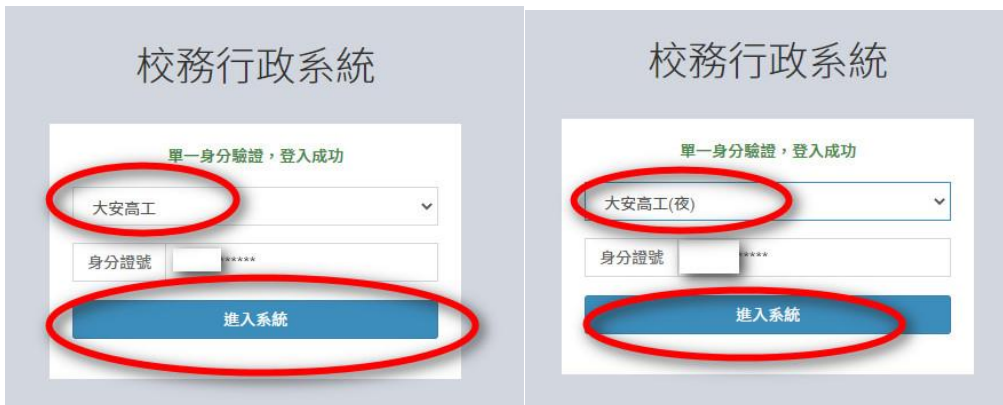 校務行政系統
單一身分驗證，登入成功
大安高工
身分證號 ******
進入系統
校務行政系統
單一身分驗證，登入成功
大安高工(夜)
身分證號 *****
進入系統